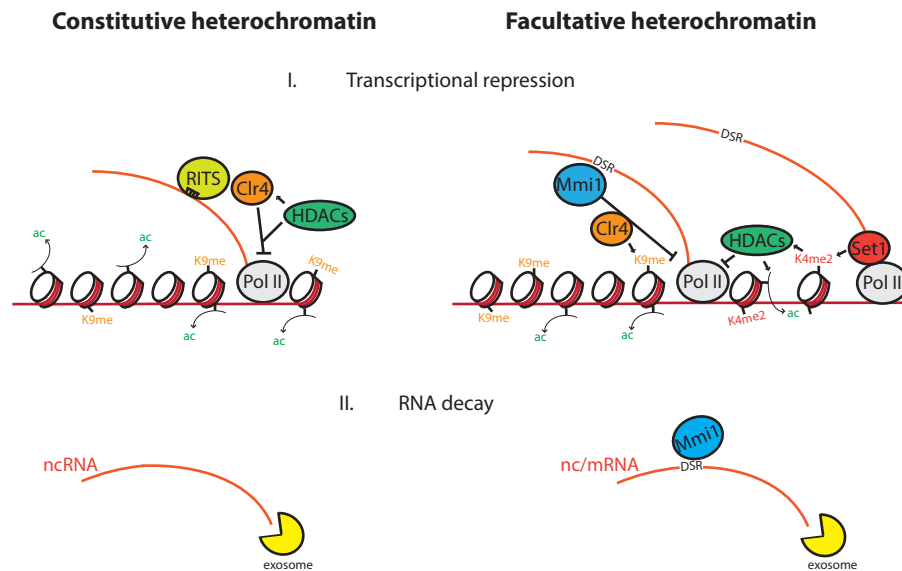 Constitutive heterochromatin
Facultative heterochromatin
I. Transcriptional repression
RITS
Clr4
HDACs
ac
ac
K9me
K9me
Pol II
K9me
ac
ac
DSR
DSR
Mmi1
Clr4
HDACs
Set1
K4me2
K9me
K9me
Pol II
Pol II
K9me
K4me2
ac
ac
ac
II. RNA decay
ncRNA
exosome
Mmi1
nc/mRNA
DSR
exosome